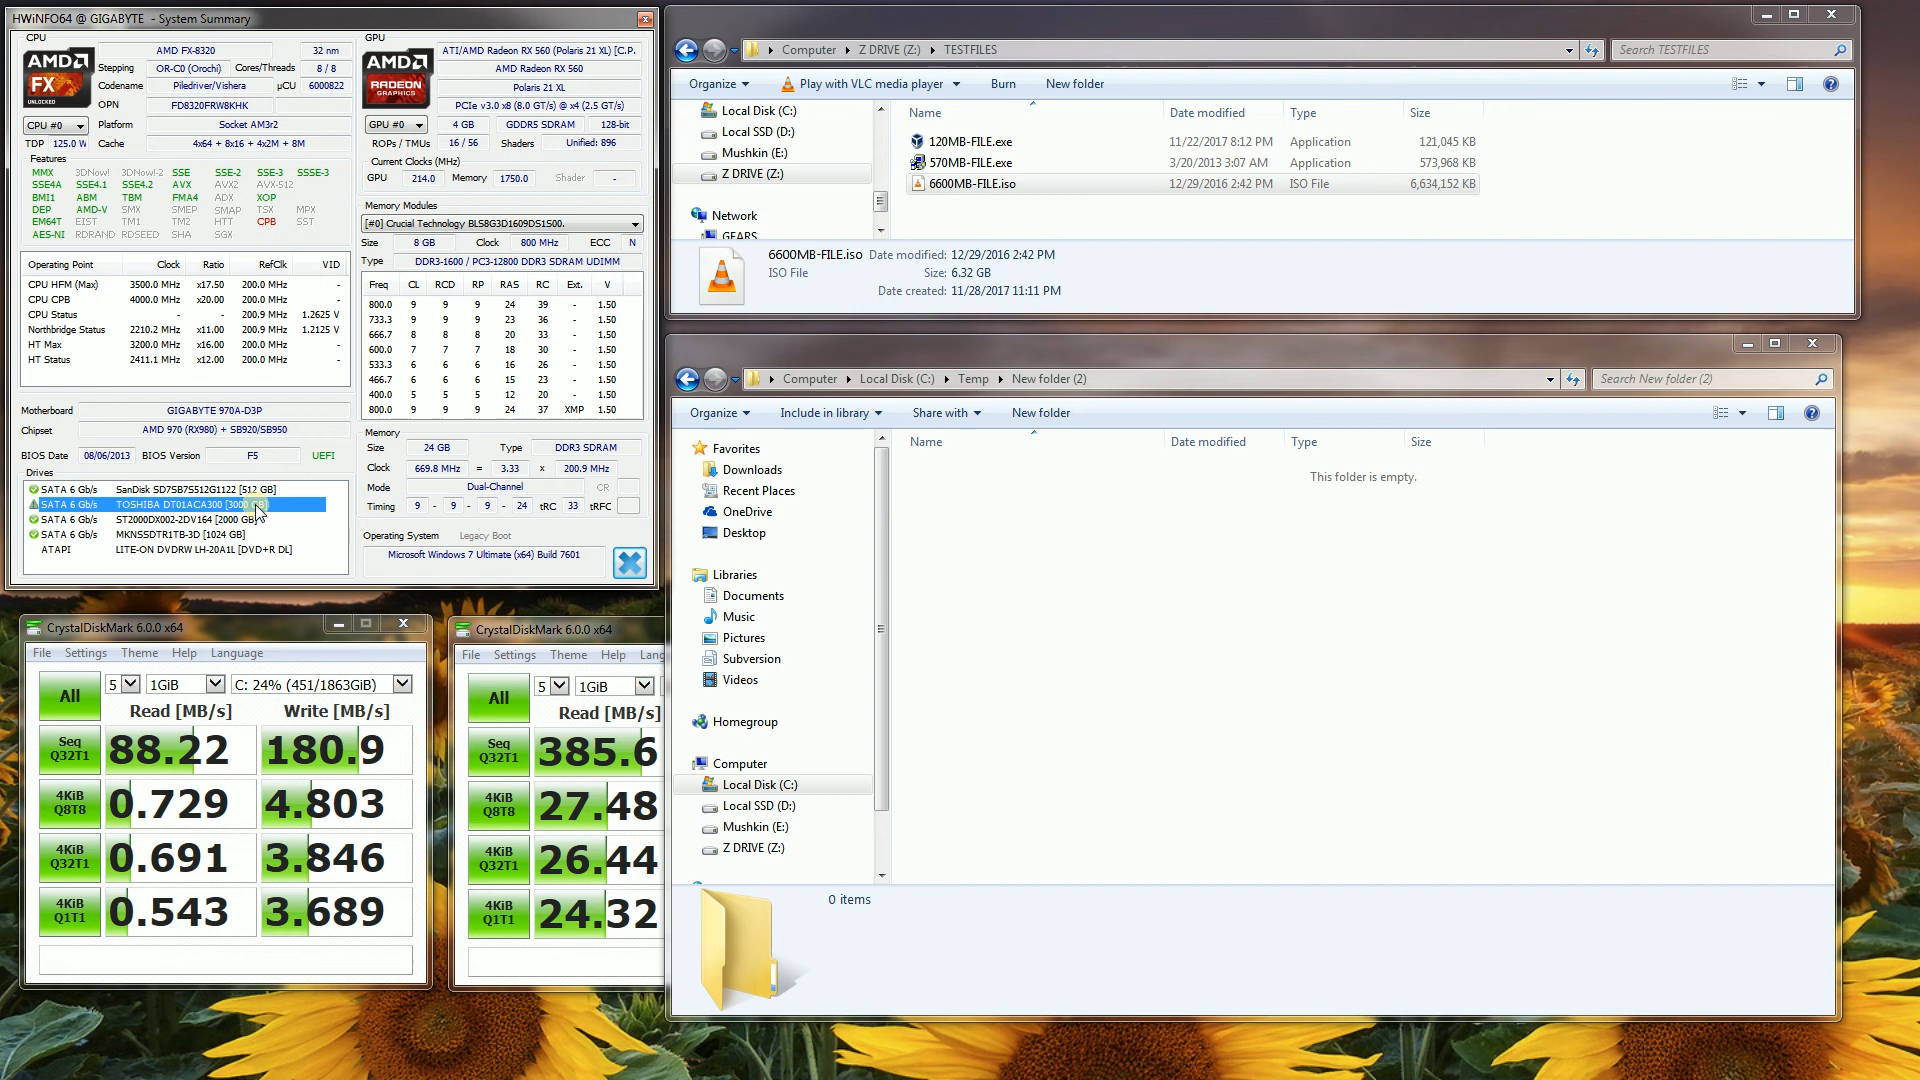 HWiNFO64 @ GIGABYTE - System Summary
CPU
AMD FX UNLOCKED
AMD FX-8320 32 nm
Stepping OR-C0 (Orochi) Cores/Threads 8 / 8
Codename Piledriver/Vishera µCU 6000822
OPN FD8320FRW8KHK
CPU #0 Platform Socket AM3r2
TDP 125.0 W Cache 4x64 + 8x16 + 4x2M + 8M
Features
MMX 3DNow! 3DNow!-2 SSE SSE-2 SSE-3 SSSE-3
SSE4A SSE4.1 SSE4.2 AVX AVX2 AVX-512
BMI1 ABM TBM FMA4 ADX XOP
DEP AMD-V SMX SMEP SMAP TSX MPX
EM64T EIST TM1 TM2 HTT CPB SST
AES-NI RDRAND RDSEED SHA SGX
Operating Point Clock Ratio RefClk VID
CPU HFM (Max) 3500.0 MHz x17.50 200.0 MHz -
CPU CPB 4000.0 MHz x20.00 200.0 MHz -
CPU Status - - 200.9 MHz 1.2625 V
Northbridge Status 2210.2 MHz x11.00 200.9 MHz 1.2125 V
HT Max 3200.0 MHz x16.00 200.0 MHz -
HT Status 2411.1 MHz x12.00 200.9 MHz -
Motherboard GIGABYTE 970A-D3P
Chipset AMD 970 (RX980) + SB920/SB950
BIOS Date 08/06/2013 BIOS Version F5 UEFI
Drives
SATA 6 Gb/s SanDisk SD7SB7S512G1122 [512 GB]
SATA 6 Gb/s TOSHIBA DT01ACA300 [3000 GB]
SATA 6 Gb/s ST2000DX002-2DV164 [2000 GB]
SATA 6 Gb/s MKNSSDTR1TB-3D [1024 GB]
ATAPI LITE-ON DVDRW LH-20A1L [DVD+R DL]
GPU
AMD RADEON GRAPHICS
ATI/AMD Radeon RX 560 (Polaris 21 XL) [C.P.
AMD Radeon RX 560
Polaris 21 XL
PCIe v3.0 x8 (8.0 GT/s) @ x4 (2.5 GT/s)
GPU #0 4 GB GDDR5 SDRAM 128-bit
ROPs / TMUs 16 / 56 Shaders Unified: 896
Current Clocks (MHz)
GPU 214.0 Memory 1750.0 Shader -
Memory Modules
[#0] Crucial Technology BLS8G3D1609DS1S00.
Size 8 GB Clock 800 MHz ECC N
Type DDR3-1600 / PC3-12800 DDR3 SDRAM UDIMM
Freq CL RCD RP RAS RC Ext. V
800.0 9 9 9 24 39 - 1.50
733.3 9 9 9 23 36 - 1.50
666.7 8 8 8 20 33 - 1.50
600.0 7 7 7 18 30 - 1.50
533.3 6 6 6 16 26 - 1.50
466.7 6 6 6 15 23 - 1.50
400.0 5 5 5 12 20 - 1.50
800.0 9 9 9 24 37 XMP 1.50
Memory
Size 24 GB Type DDR3 SDRAM
Clock 669.8 MHz = 3.33 x 200.9 MHz
Mode Dual-Channel CR
Timing 9 - 9 - 9 - 24 tRC 33 tRFC
Operating System Legacy Boot
Microsoft Windows 7 Ultimate (x64) Build 7601
Computer Z DRIVE (Z:) TESTFILES
Search TESTFILES
Organize Play with VLC media player Burn New folder
Local Disk (C:)
Local SSD (D:)
Mushkin (E:)
Z DRIVE (Z:)
Network
GEARS
Name Date modified Type Size
120MB-FILE.exe 11/22/2017 8:12 PM Application 121,045 KB
570MB-FILE.exe 3/20/2013 3:07 AM Application 573,968 KB
6600MB-FILE.iso 12/29/2016 2:42 PM ISO File 6,634,152 KB
6600MB-FILE.iso Date modified: 12/29/2016 2:42 PM
ISO File Size: 6.32 GB
Date created: 11/28/2017 11:11 PM
Computer Local Disk (C:) Temp New folder (2)
Search New folder (2)
Organize Include in library Share with New folder
Favorites
Downloads
Recent Places
OneDrive
Desktop
Libraries
Documents
Music
Pictures
Subversion
Videos
Homegroup
Computer
Local Disk (C:)
Local SSD (D:)
Mushkin (E:)
Z DRIVE (Z:)
Name Date modified Type Size
This folder is empty.
0 items
CrystalDiskMark 6.0.0 x64
File Settings Theme Help Language
All 5 1GiB C: 24% (451/1863GiB)
Read [MB/s] Write [MB/s]
Seq Q32T1 88.22 180.9
4KiB Q8T8 0.729 4.803
4KiB Q32T1 0.691 3.846
4KiB Q1T1 0.543 3.689
CrystalDiskMark 6.0.0 x64
File Settings Theme Help Lang
All 5 1GiB
Read [MB/s]
Seq Q32T1 385.6
4KiB Q8T8 27.48
4KiB Q32T1 26.44
4KiB Q1T1 24.32